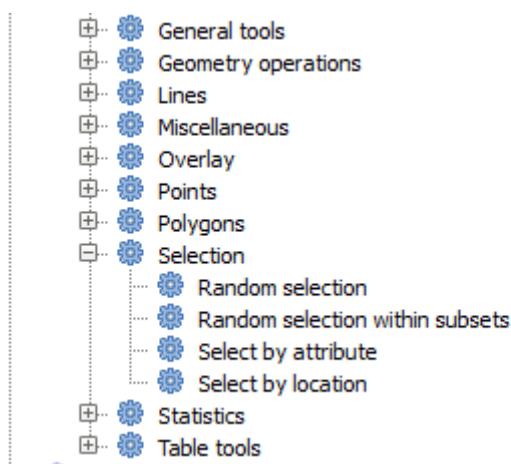 General tools
Geometry operations
Lines
Miscellaneous
Overlay
Points
Polygons
Selection
Random selection
Random selection within subsets
Select by attribute
Select by location
Statistics
Table tools